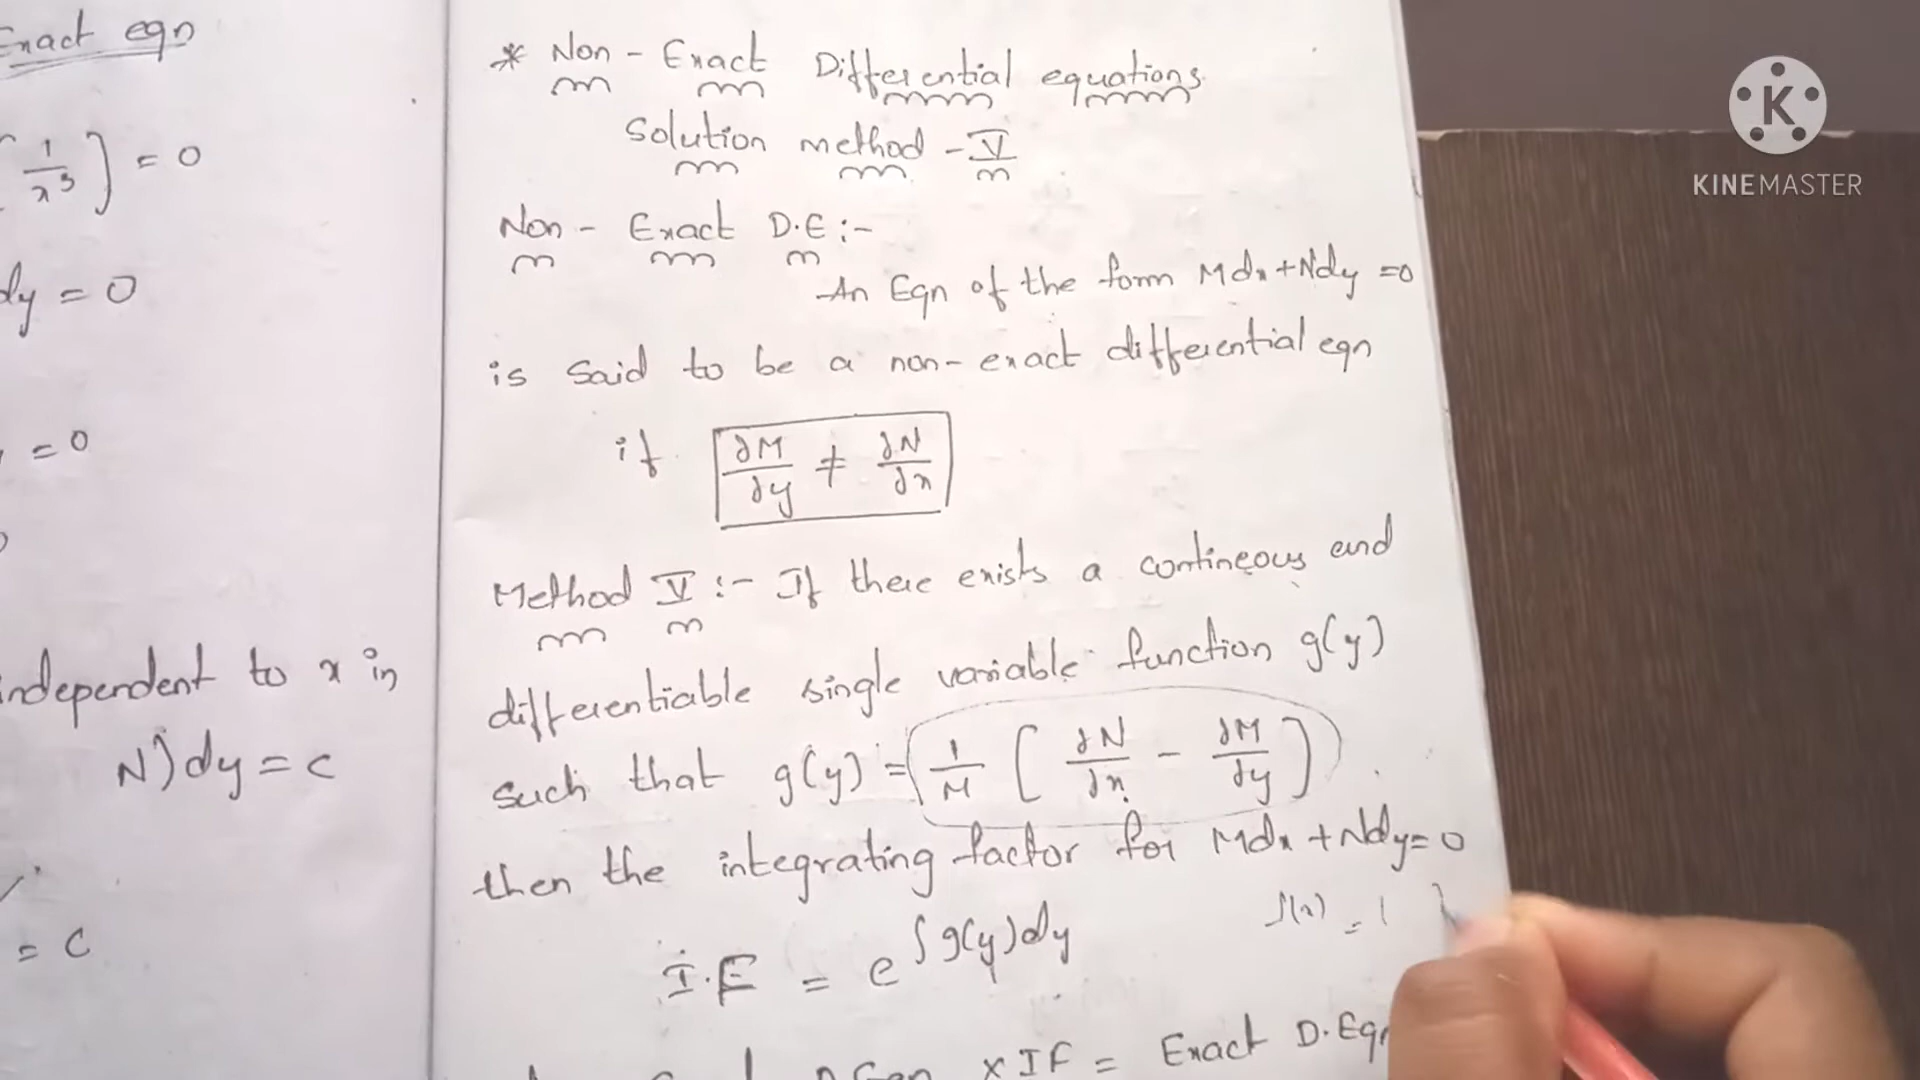 Exact eqn
1/x³ ] = 0
dy = 0
= 0
independent to x in
N) dy = c
= c
* Non - Exact Differential equations
Solution method - V
Non - Exact D.E :-
An Eqn of the form Mdx + Ndy = 0
is said to be a non-exact differential eqn
if ∂M/∂y ≠ ∂N/∂x
Method V :- If there exists a contineous and
differentiable single variable function g(y)
such that g(y) = 1/M [ ∂N/∂x - ∂M/∂y ]
then the integrating factor for Mdx + Ndy = 0
f(x) = 1
I.F = e^∫g(y)dy
x IF = Exact D.Eqn
K
KINEMASTER